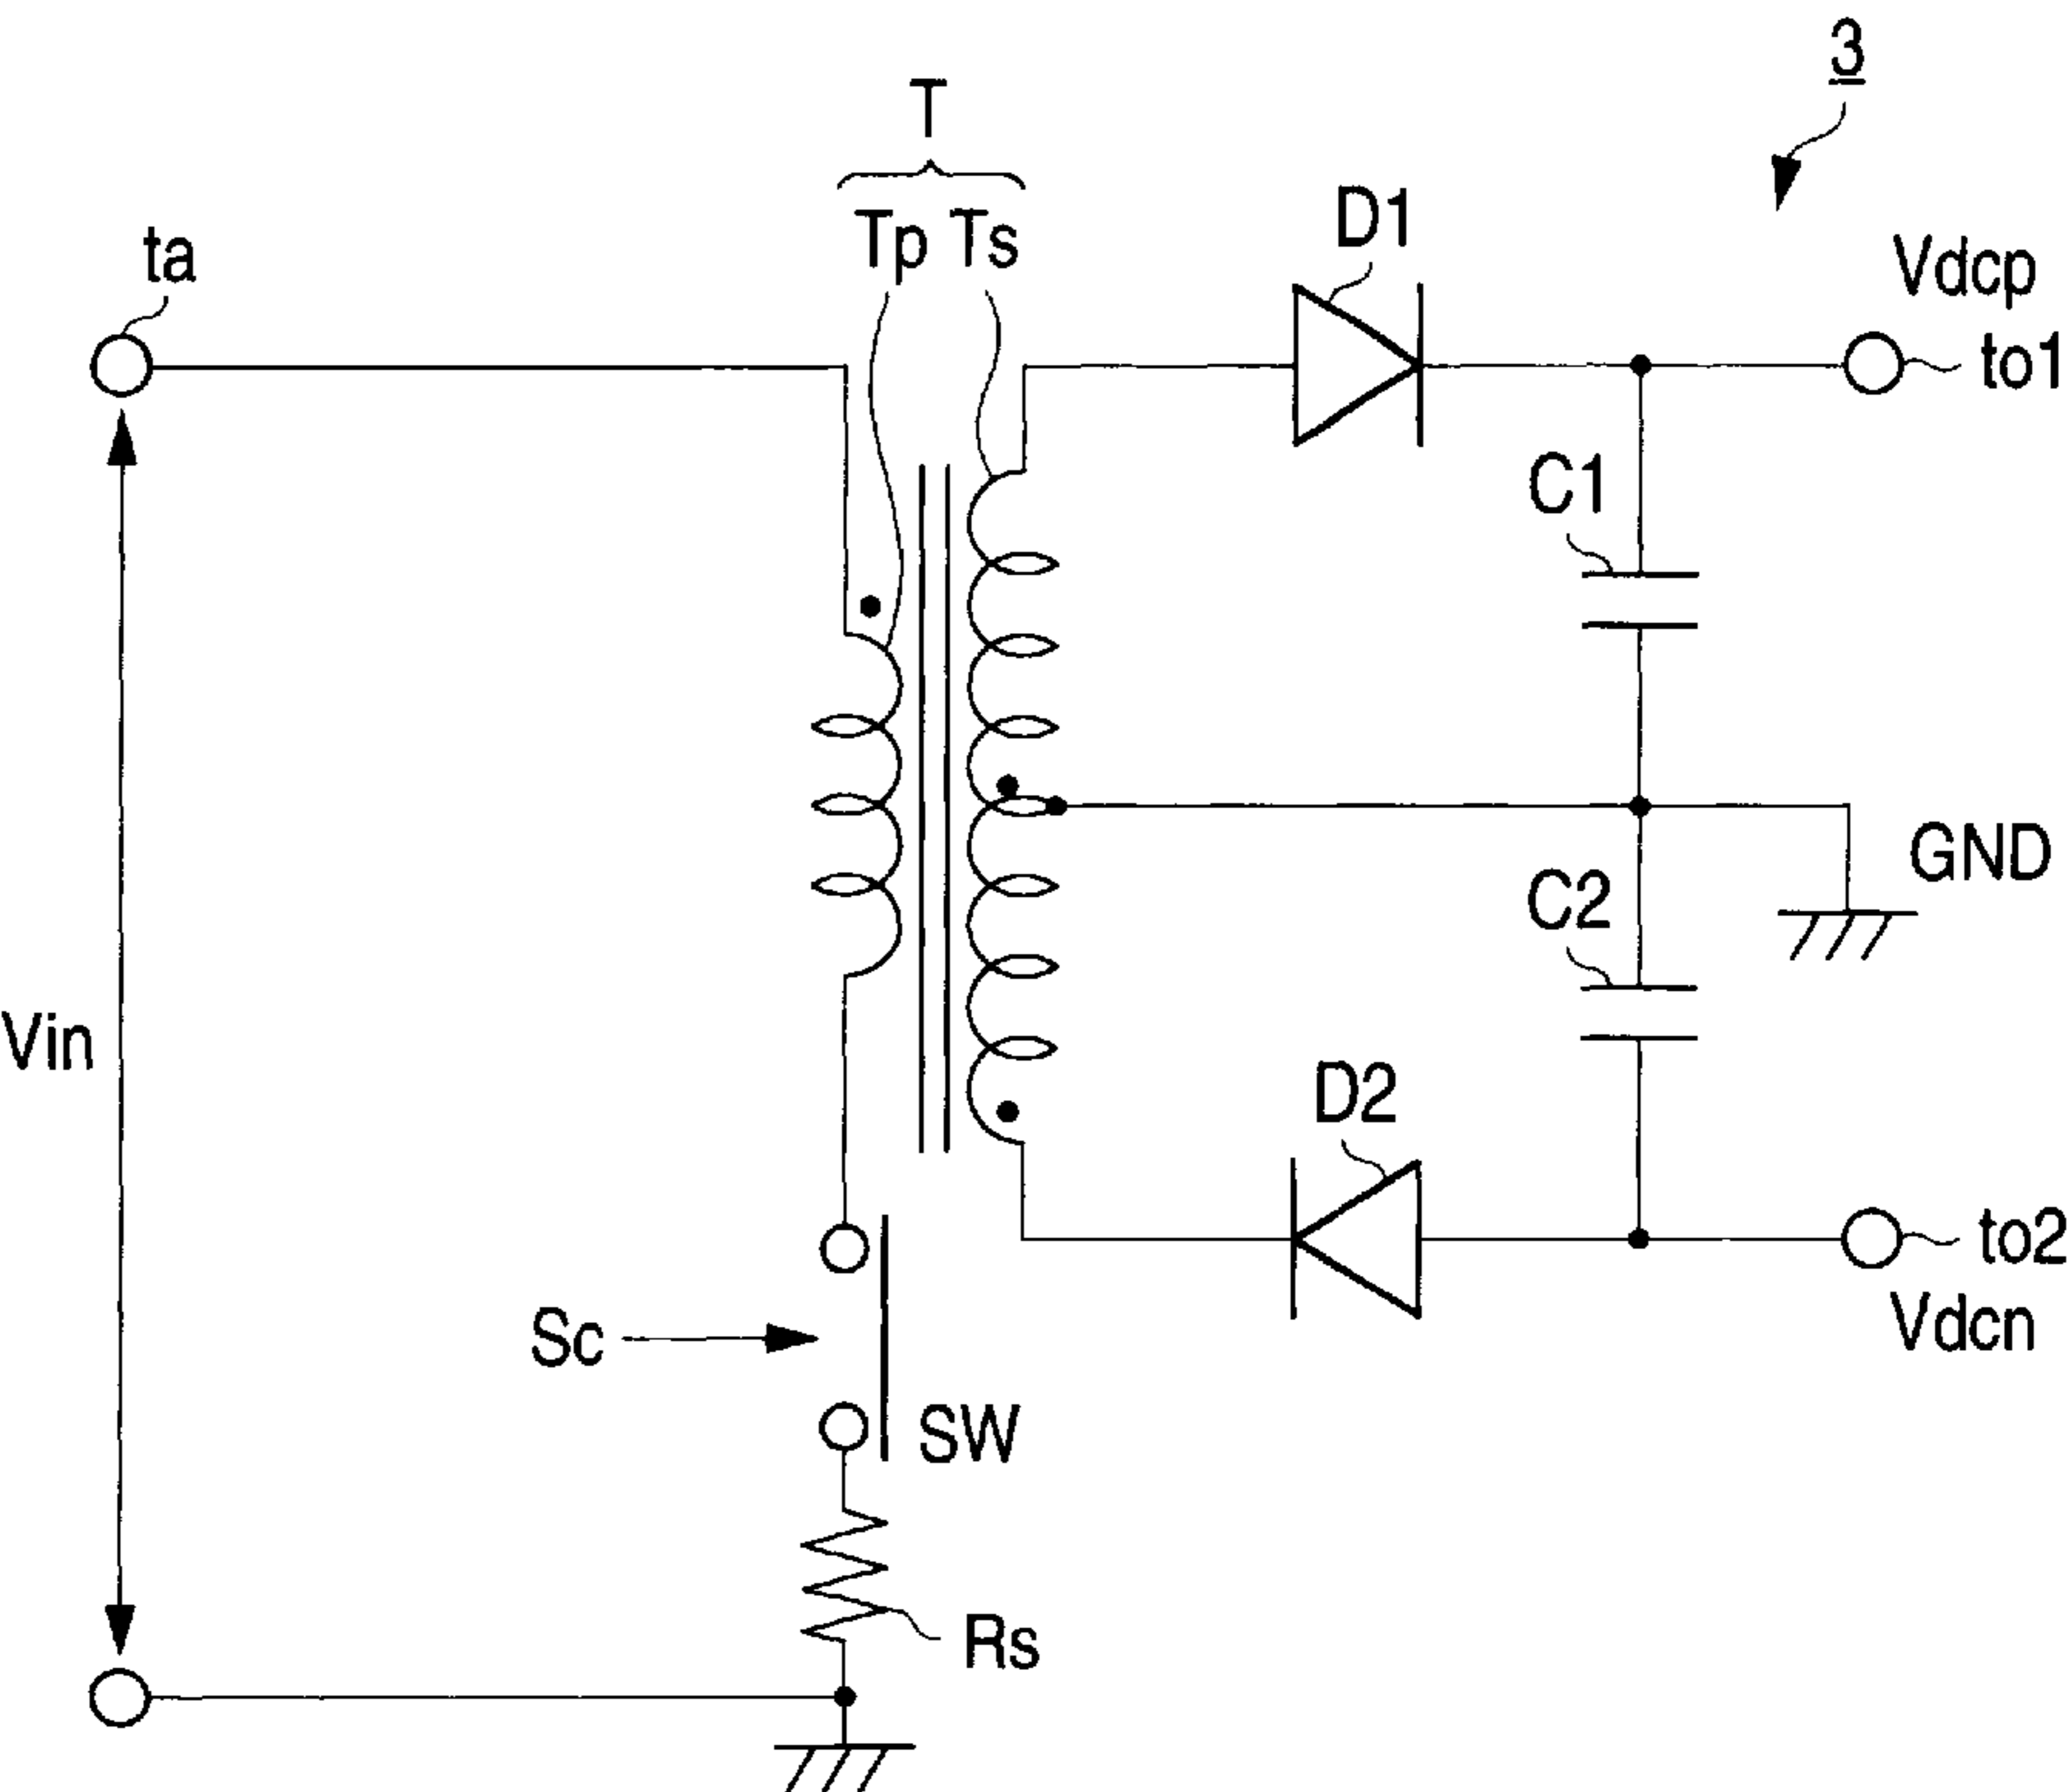 3
T
Tp Ts
D1
ta
Vdcp
to1
C1
GND
C2
Vin
D2
to2
Vdcn
Sc
SW
Rs